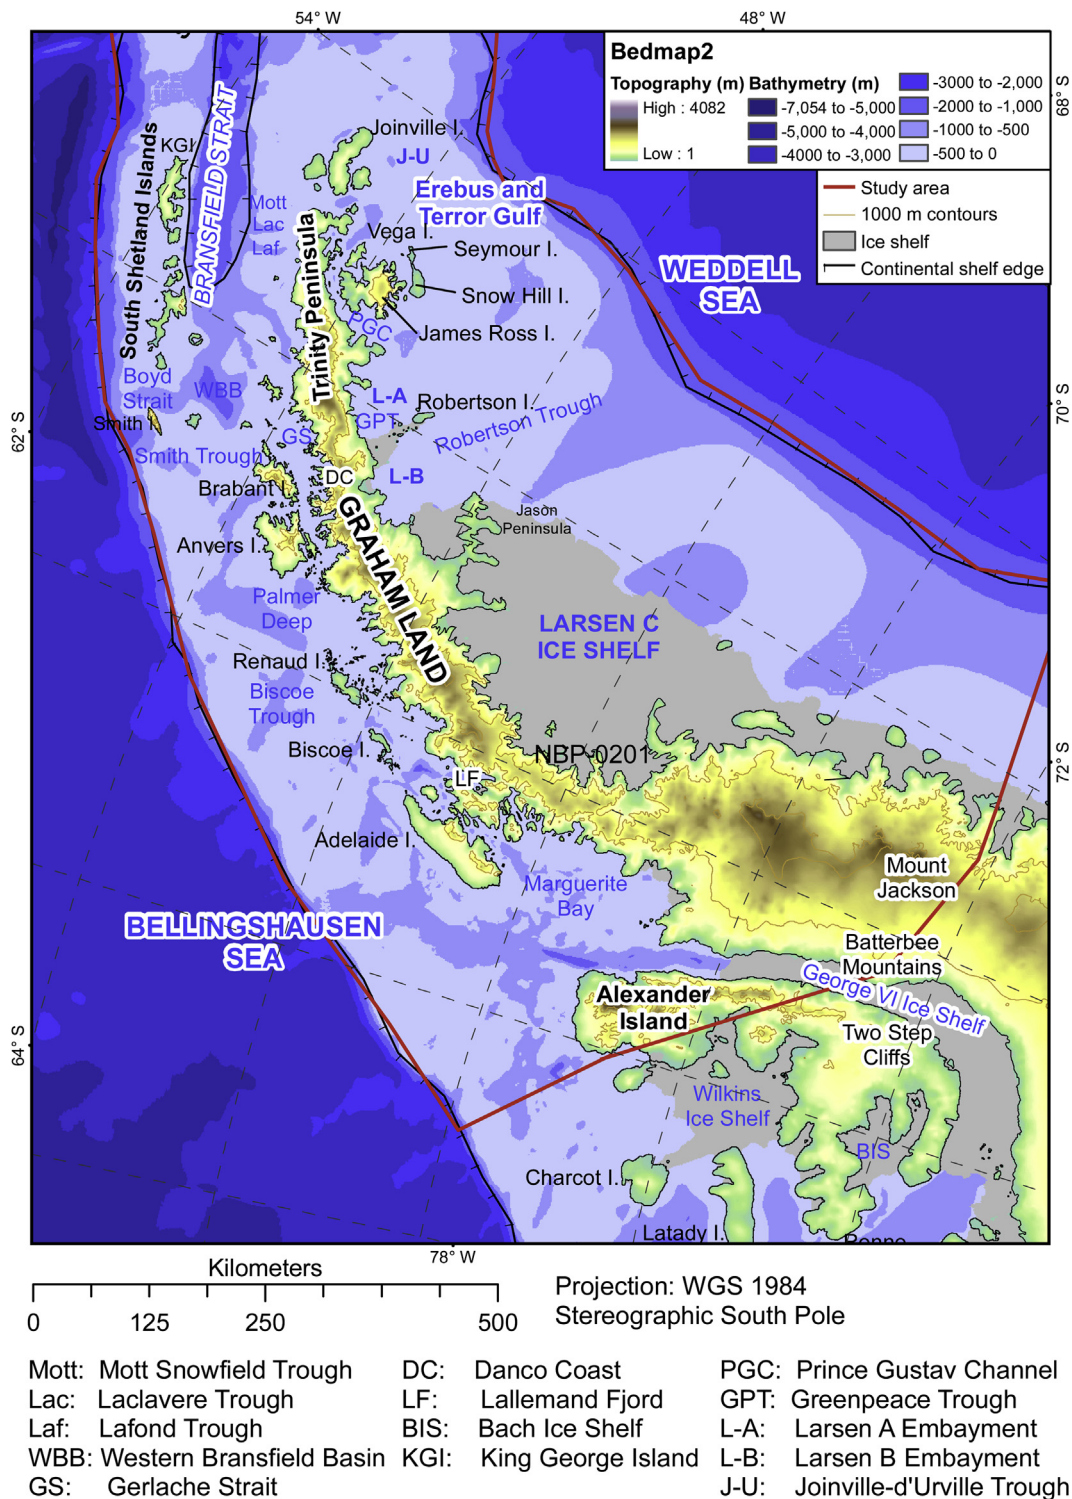 54° W
48° W
Bedmap2
Topography (m)
High : 4082
Low : 1
Bathymetry (m)
-7,054 to -5,000
-5,000 to -4,000
-4000 to -3,000
-3000 to -2,000
-2000 to -1,000
-1000 to -500
-500 to 0
Study area
1000 m contours
Ice shelf
Continental shelf edge
68° S
70° S
72° S
62° S
64° S
78° W
South Shetland Islands
KGI
BRANSFIELD STRAIT
Joinville I.
J-U
Erebus and
Terror Gulf
Mott
Lac
Laf
Trinity Peninsula
Vega I.
Seymour I.
Snow Hill I.
James Ross I.
PGC
WEDDELL
SEA
Boyd
Strait
WBB
Smith I.
L-A
Robertson I.
GPT
Robertson Trough
GS
Smith Trough
DC
L-B
Brabant I.
Jason
Peninsula
Anvers I.
GRAHAM LAND
Palmer
Deep
LARSEN C
ICE SHELF
Renaud I.
Biscoe
Trough
Biscoe I.
NBP-0201
LF
Adelaide I.
Mount
Jackson
Marguerite
Bay
BELLINGSHAUSEN
SEA
Batterbee
Mountains
George VI Ice Shelf
Alexander
Island
Two Step
Cliffs
Wilkins
Ice Shelf
BIS
Charcot I.
Latady I.
Kilometers
0 125 250 500
Projection: WGS 1984
Stereographic South Pole
Mott: Mott Snowfield Trough
Lac: Laclavere Trough
Laf: Lafond Trough
WBB: Western Bransfield Basin
GS: Gerlache Strait
DC: Danco Coast
LF: Lallemand Fjord
BIS: Bach Ice Shelf
KGI: King George Island
PGC: Prince Gustav Channel
GPT: Greenpeace Trough
L-A: Larsen A Embayment
L-B: Larsen B Embayment
J-U: Joinville-d'Urville Trough